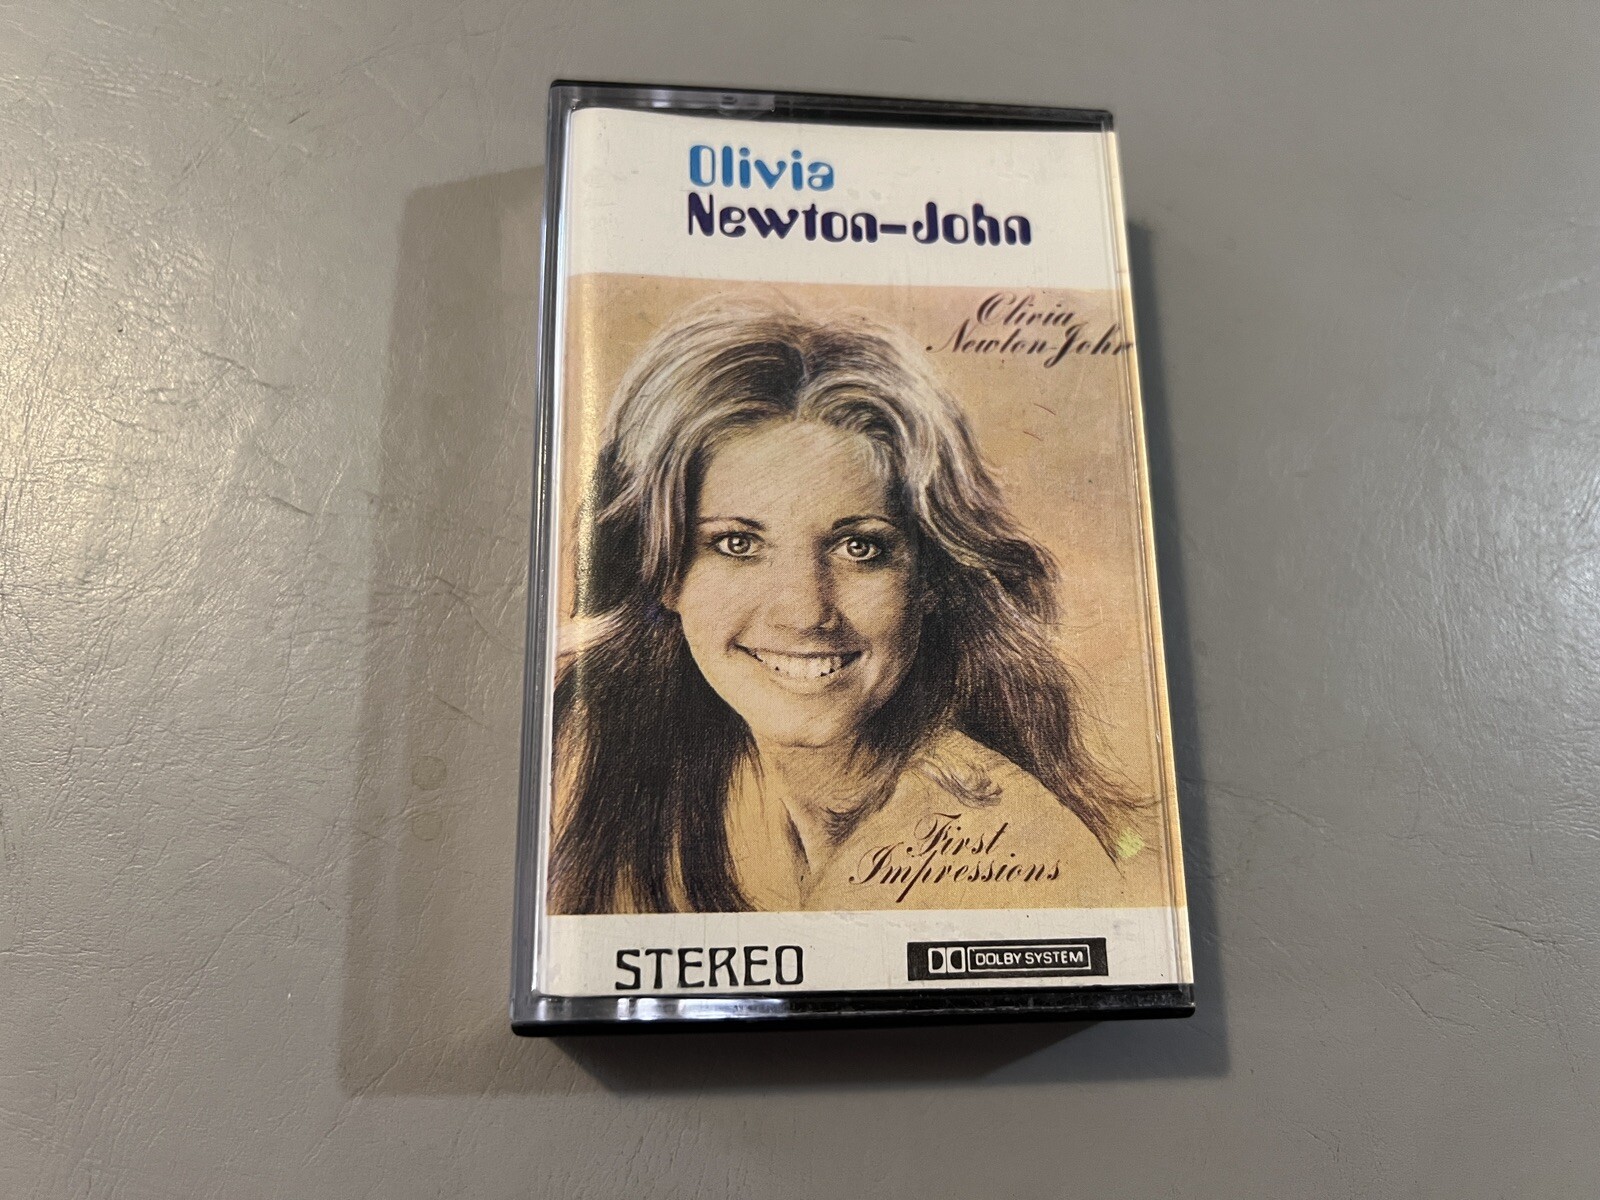 Olivia
Newton-John
Olivia
Newton-John
First
Impressions
STEREO
DOLBY SYSTEM